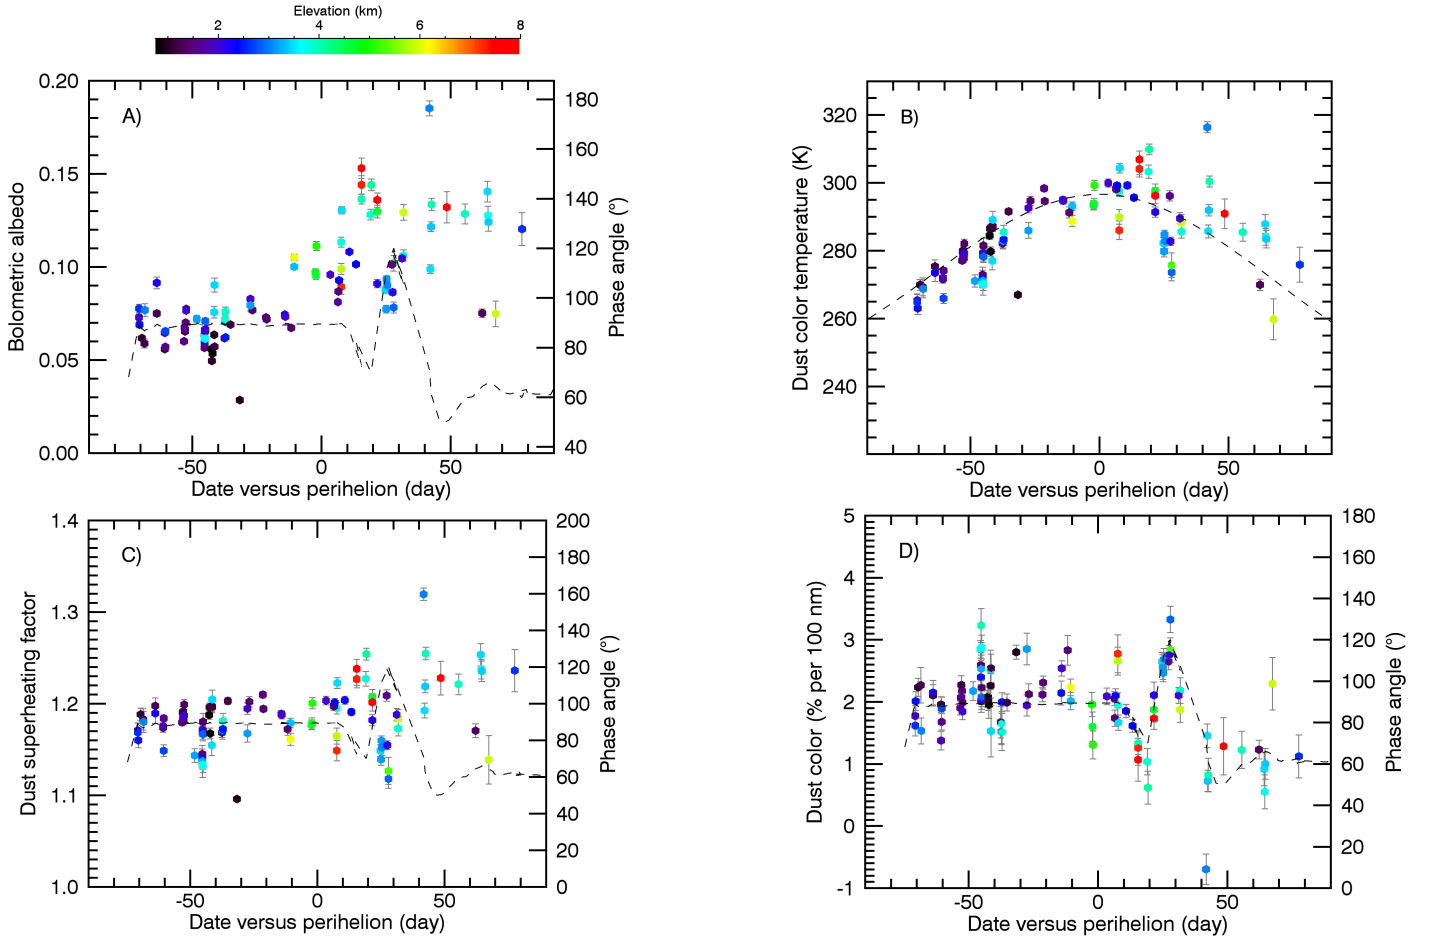 Elevation (km)
2 4 6 8
A)
0.20
0.15
0.10
0.05
0.00
Bolometric albedo
180
160
140
120
100
80
60
40
Phase angle (°)
-50 0 50
Date versus perihelion (day)
B)
320
300
280
260
240
Dust color temperature (K)
-50 0 50
Date versus perihelion (day)
C)
1.4
1.3
1.2
1.1
1.0
Dust superheating factor
200
180
160
140
120
100
80
60
40
20
0
Phase angle (°)
-50 0 50
Date versus perihelion (day)
D)
5
4
3
2
1
0
-1
Dust color (% per 100 nm)
180
160
140
120
100
80
60
40
20
0
Phase angle (°)
-50 0 50
Date versus perihelion (day)